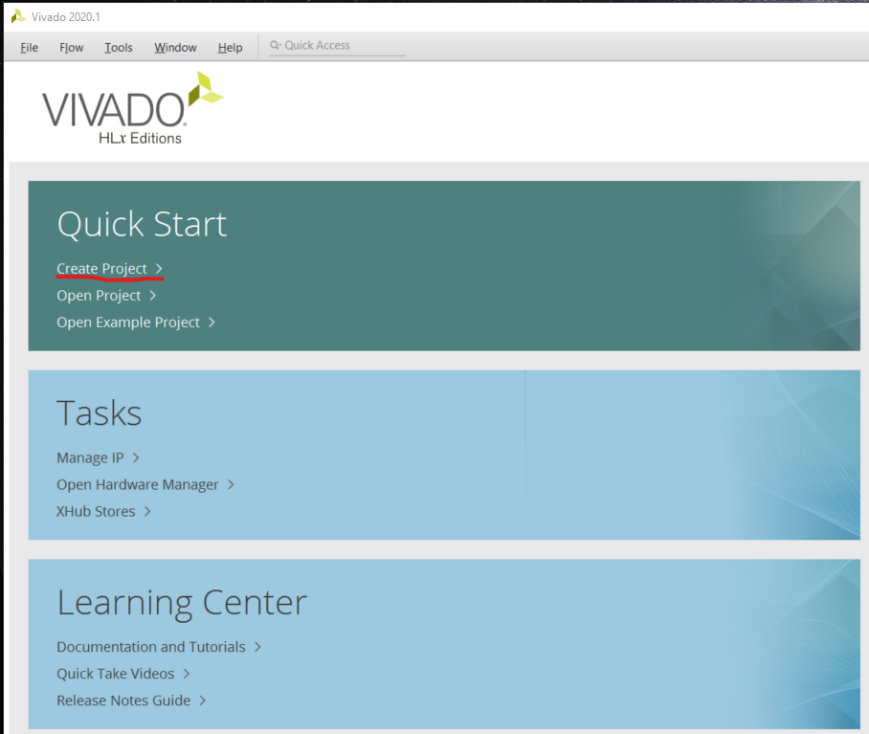 Vivado 2020.1
File Flow Tools Window Help Q- Quick Access
VIVADO.
HLx Editions
Quick Start
Create Project >
Open Project >
Open Example Project >
Tasks
Manage IP >
Open Hardware Manager >
XHub Stores >
Learning Center
Documentation and Tutorials >
Quick Take Videos >
Release Notes Guide >